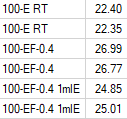 100-E RT 22.40
100-E RT 22.35
100-EF-0.4 26.99
100-EF-0.4 26.77
100-EF-0.4 1mlE 24.85
100-EF-0.4 1mlE 25.01